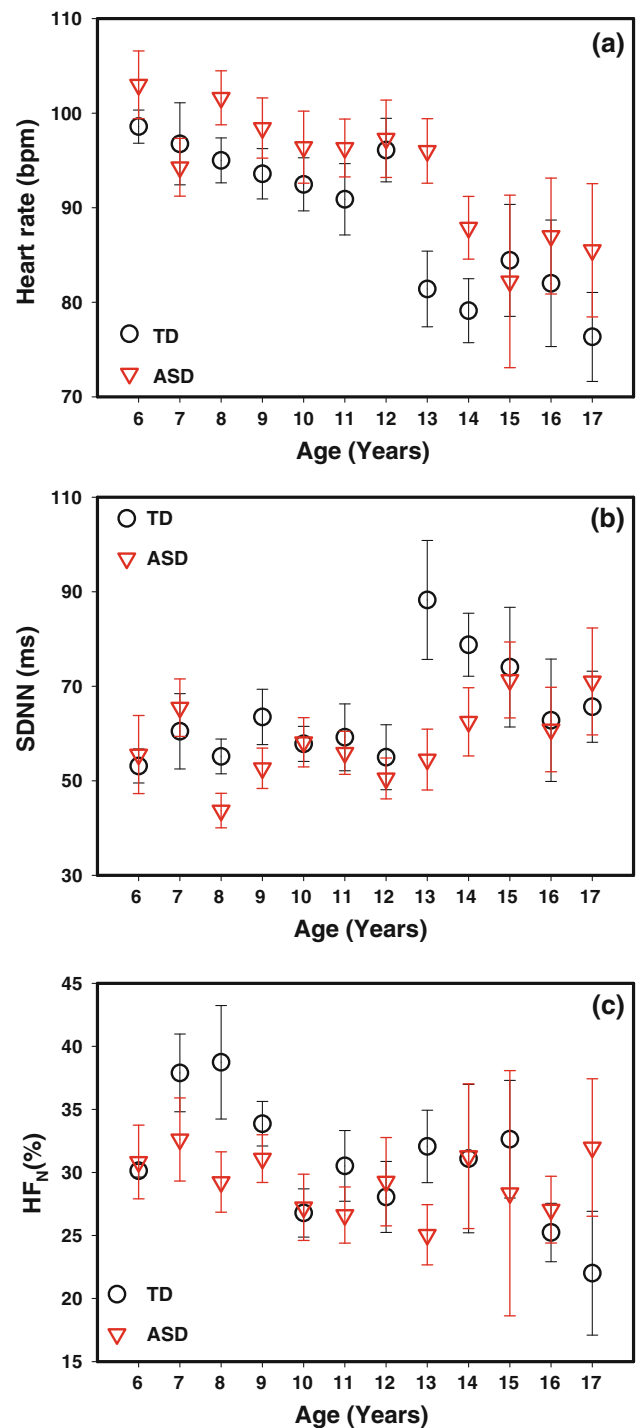 (a)
Heart rate (bpm)
110
100
90
80
70
TD
ASD
6 7 8 9 10 11 12 13 14 15 16 17
Age (Years)
(b)
SDNN (ms)
110
90
70
50
30
TD
ASD
6 7 8 9 10 11 12 13 14 15 16 17
Age (Years)
(c)
HF_N(%)
45
40
35
30
25
20
15
TD
ASD
6 7 8 9 10 11 12 13 14 15 16 17
Age (Years)